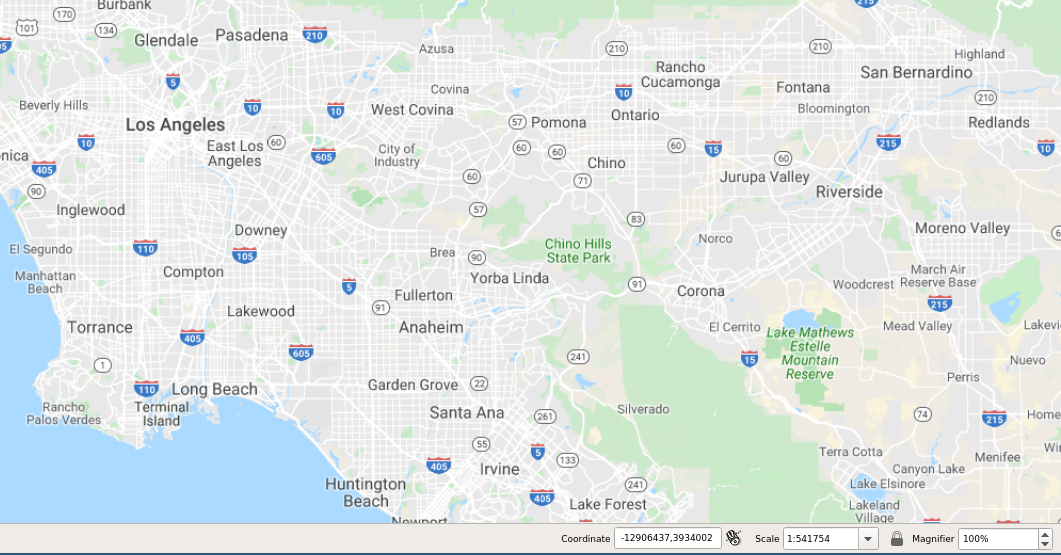 Burbank
170
134
101
Glendale
Pasadena
210
Azusa
210
210
215
Highland
5
Rancho
Cucamonga
San Bernardino
Covina
10
Fontana
Beverly Hills
10
10
West Covina
Ontario
Bloomington
210
Los Angeles
57
Pomona
Redlands
10
East Los
Angeles
60
605
City of
Industry
60
60
Chino
60
15
60
215
10
nica
405
60
71
Jurupa Valley
Riverside
90
Inglewood
57
83
Downey
Moreno Valley
El Segundo
110
105
Brea
90
Chino Hills
State Park
Norco
Manhattan
Beach
Compton
5
Yorba Linda
91
Corona
Woodcrest
March Air
Reserve Base
215
Fullerton
91
Lakewood
Torrance
405
Anaheim
El Cerrito
Lake Mathews
Estelle
Mountain
Reserve
Mead Valley
Lakevi
605
241
15
Nuevo
1
110
Long Beach
Garden Grove
22
Perris
Rancho
Palos Verdes
Terminal
Island
Santa Ana
261
Silverado
74
215
Home
55
5
133
Terra Cotta
Menifee
405
Irvine
Canyon Lake
Huntington
Beach
405
241
Lake Forest
Lake Elsinore
Lakeland
Village
Newport
Coordinate -12906437,3934002 Scale 1:541754 Magnifier 100%